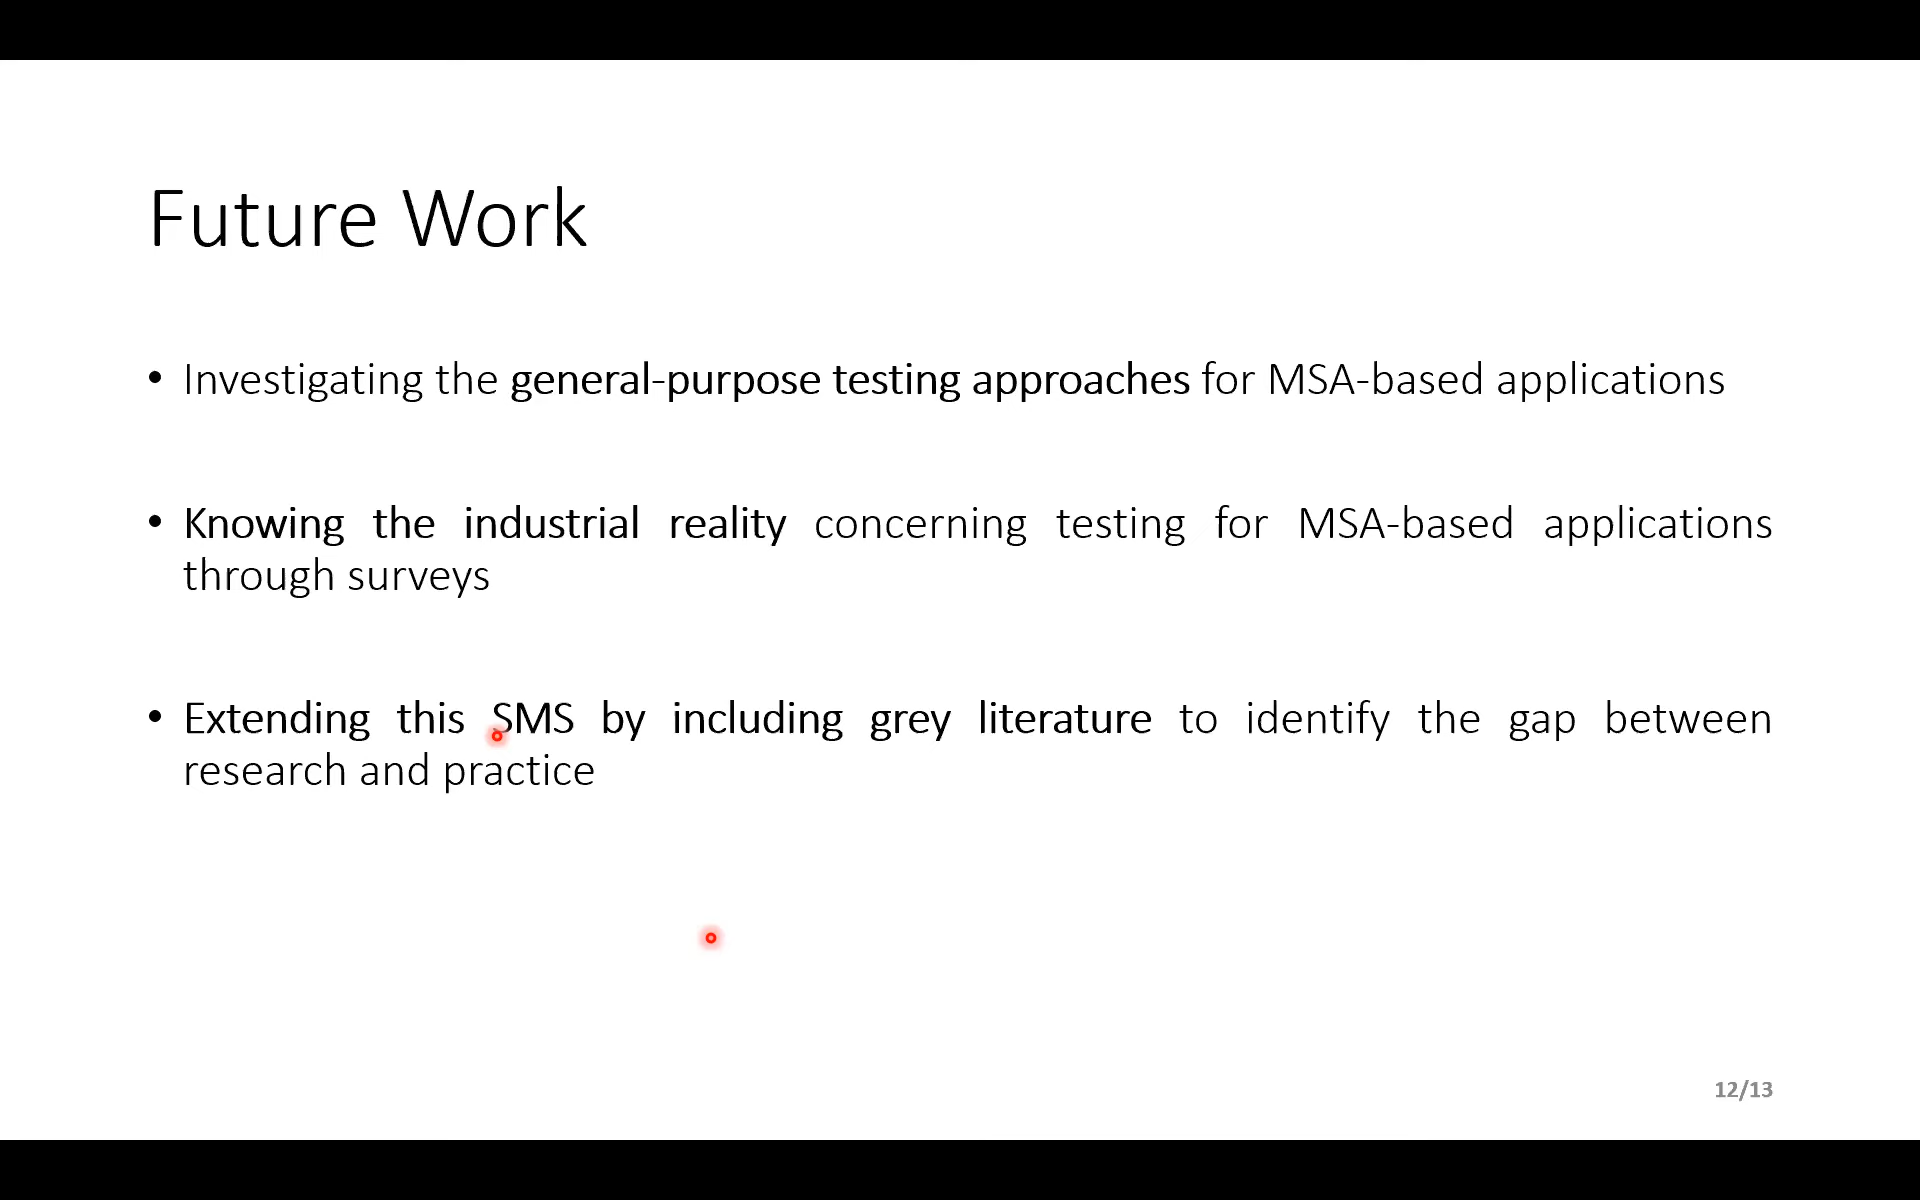 Future Work
• Investigating the general-purpose testing approaches for MSA-based applications
• Knowing the industrial reality concerning testing for MSA-based applications
through surveys
• Extending this SMS by including grey literature to identify the gap between
research and practice
12/13